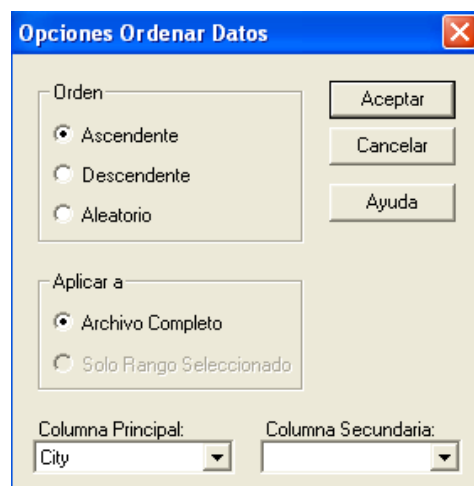 Opciones Ordenar Datos
Orden
Ascendente
Descendente
Aleatorio
Aceptar
Cancelar
Ayuda
Aplicar a
Archivo Completo
Solo Rango Seleccionado
Columna Principal:
City
Columna Secundaria: